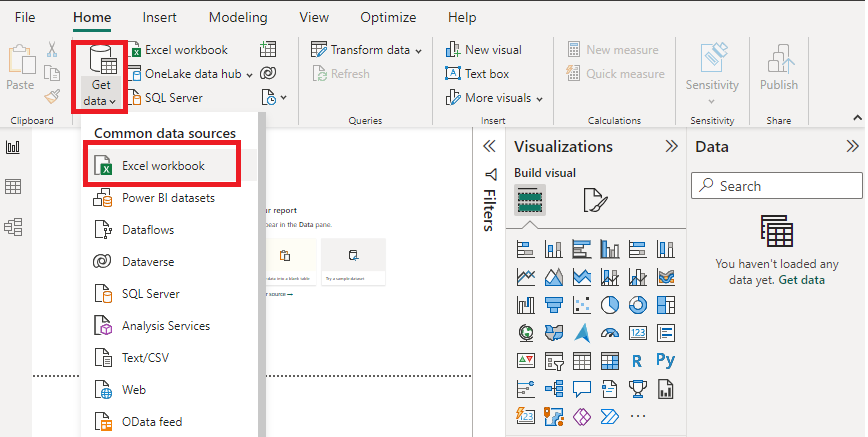 File Home Insert Modeling View Optimize Help
Paste
Get
data
Excel workbook
OneLake data hub
SQL Server
Transform data
Refresh
New visual
Text box
More visuals
New measure
Quick measure
Sensitivity
Publish
Clipboard
Queries
Insert
Calculations
Sensitivity
Share
Common data sources
Excel workbook
Power BI datasets
Dataflows
Dataverse
SQL Server
Analysis Services
Text/CSV
Web
OData feed
ur report
pear in the Data pane.
data into a blank table
Try a sample dataset
r source →
Filters
Visualizations
Build visual
123
R Py
123
Data
Search
You haven't loaded any
data yet. Get data